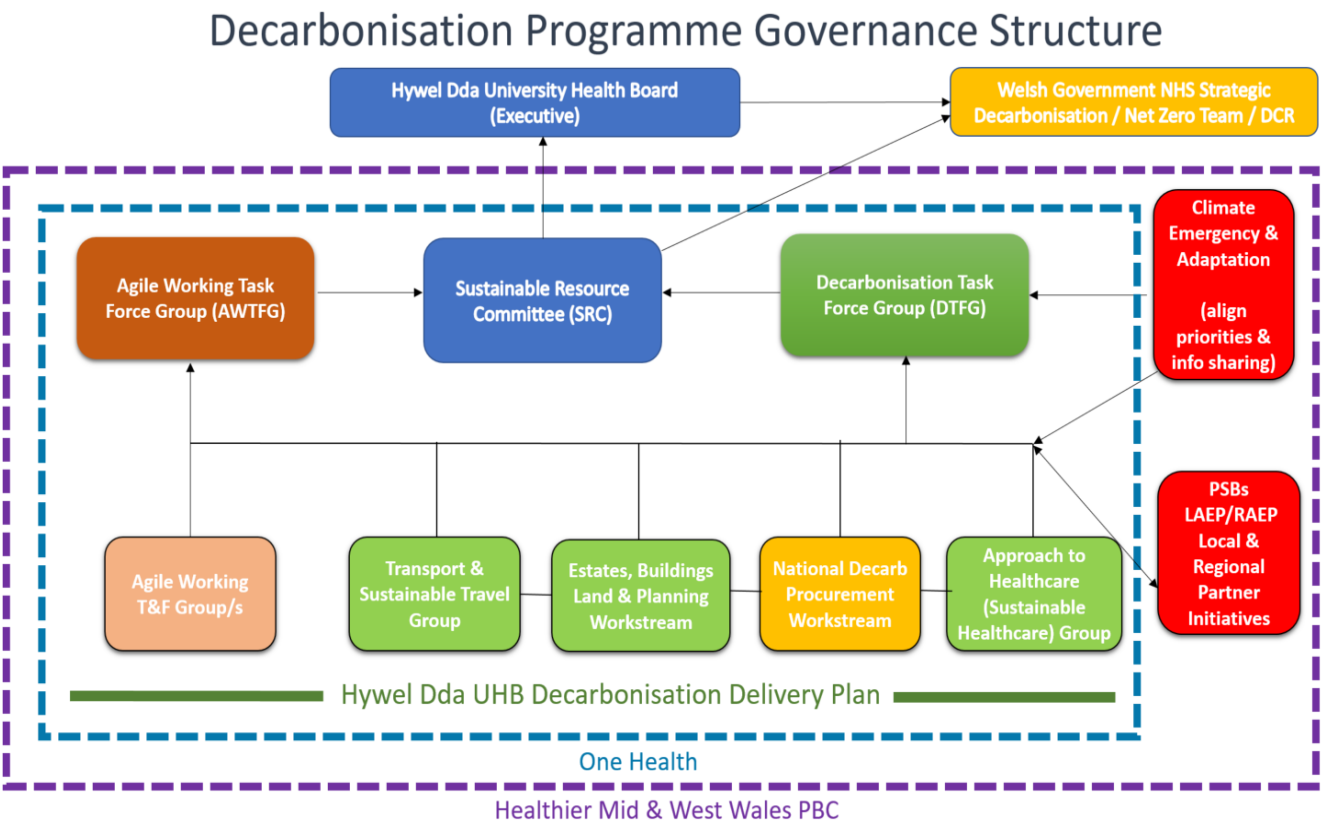 Decarbonisation Programme Governance Structure
Hywel Dda University Health Board
(Executive)
Welsh Government NHS Strategic
Decarbonisation / Net Zero Team / DCR
Climate
Emergency &
Adaptation
(align
priorities &
info sharing)
Agile Working Task
Force Group (AWTFG)
Sustainable Resource
Committee (SRC)
Decarbonisation Task
Force Group (DTFG)
Agile Working
T&F Group/s
Transport &
Sustainable Travel
Group
Estates, Buildings
Land & Planning
Workstream
National Decarb
Procurement
Workstream
Approach to
Healthcare
(Sustainable
Healthcare) Group
PSBs
LAEP/RAEP
Local &
Regional
Partner
Initiatives
Hywel Dda UHB Decarbonisation Delivery Plan
One Health
Healthier Mid & West Wales PBC